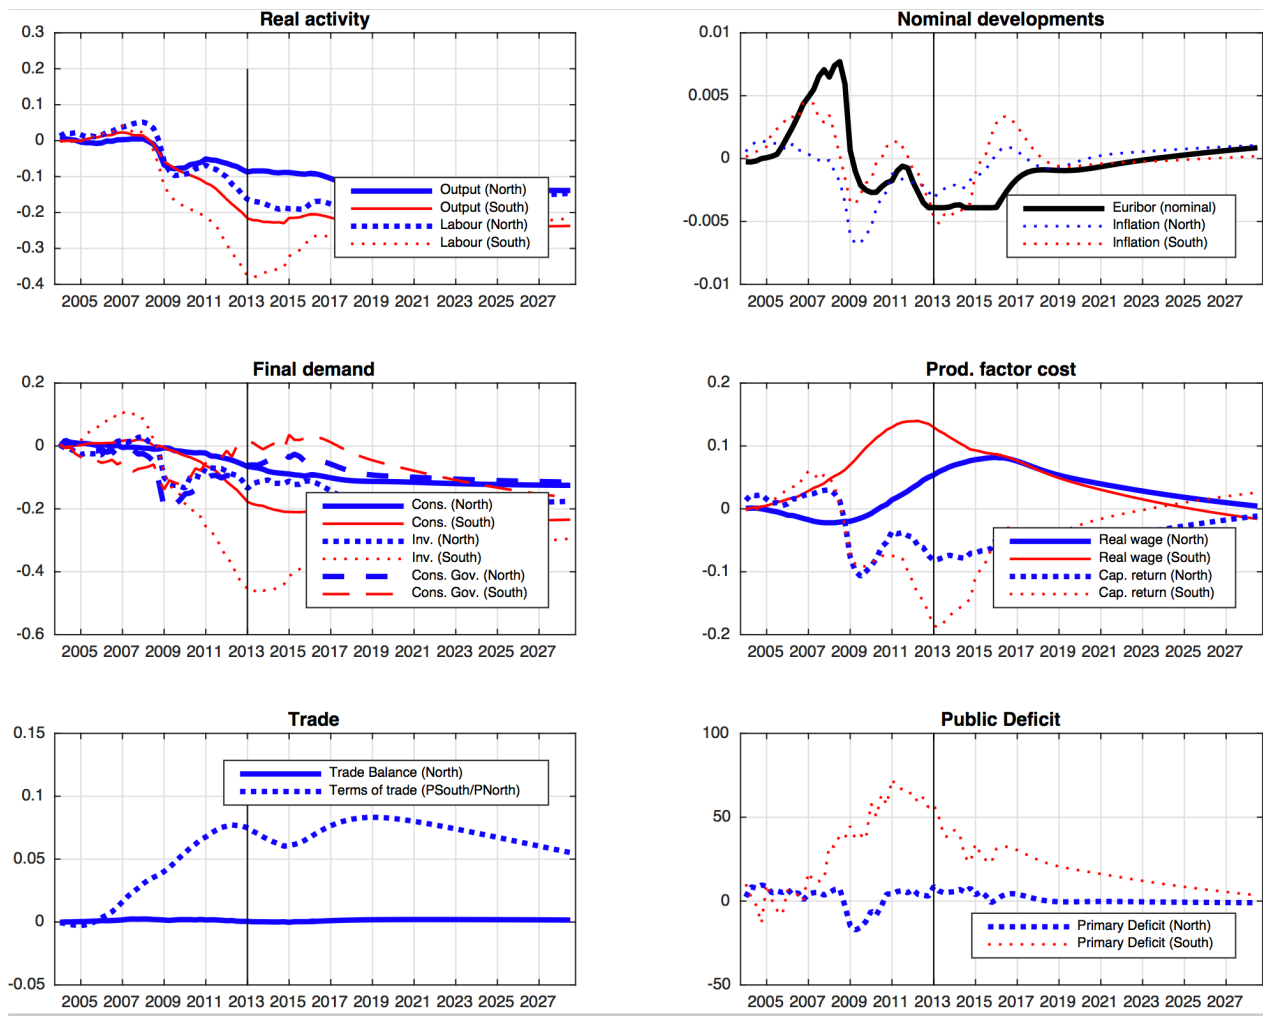 Real activity
0.3
0.2
0.1
0
-0.1
-0.2
-0.3
-0.4
Output (North)
Output (South)
Labour (North)
Labour (South)
2005 2007 2009 2011 2013 2015 2017 2019 2021 2023 2025 2027
Nominal developments
0.01
0.005
0
-0.005
-0.01
Euribor (nominal)
Inflation (North)
Inflation (South)
2005 2007 2009 2011 2013 2015 2017 2019 2021 2023 2025 2027
Final demand
0.2
0
-0.2
-0.4
-0.6
Cons. (North)
Cons. (South)
Inv. (North)
Inv. (South)
Cons. Gov. (North)
Cons. Gov. (South)
2005 2007 2009 2011 2013 2015 2017 2019 2021 2023 2025 2027
Prod. factor cost
0.2
0.1
0
-0.1
-0.2
Real wage (North)
Real wage (South)
Cap. return (North)
Cap. return (South)
2005 2007 2009 2011 2013 2015 2017 2019 2021 2023 2025 2027
Trade
0.15
0.1
0.05
0
-0.05
Trade Balance (North)
Terms of trade (PSouth/PNorth)
2005 2007 2009 2011 2013 2015 2017 2019 2021 2023 2025 2027
Public Deficit
100
50
0
-50
Primary Deficit (North)
Primary Deficit (South)
2005 2007 2009 2011 2013 2015 2017 2019 2021 2023 2025 2027